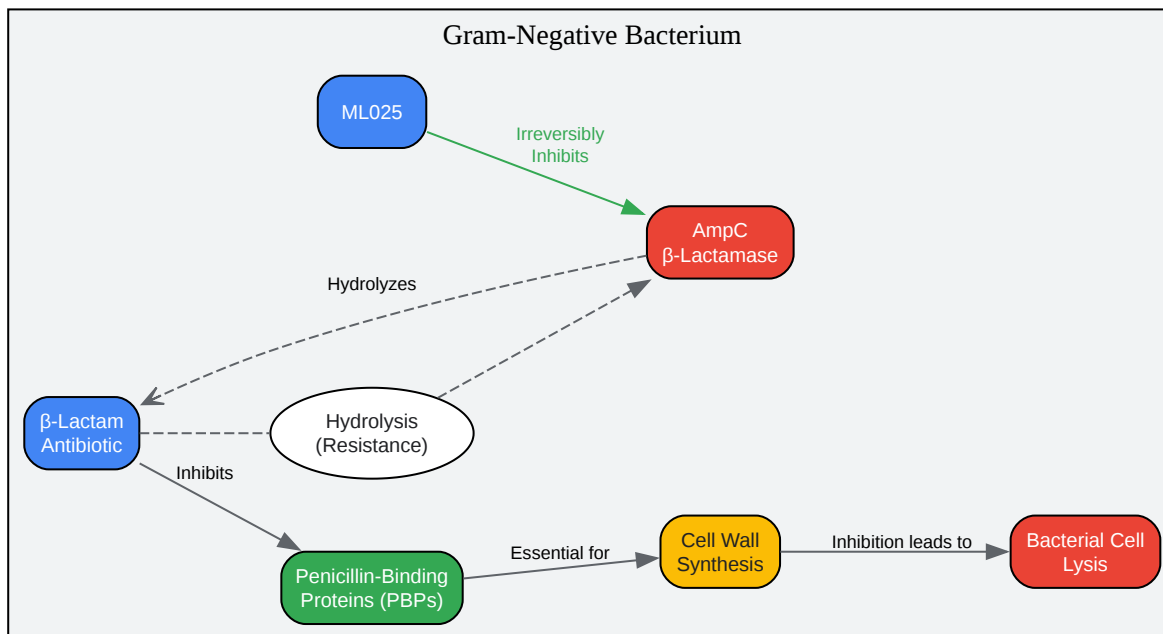 Gram-Negative Bacterium
ML025
Irreversibly
Inhibits
AmpC
β-Lactamase
Hydrolyzes
β-Lactam
Antibiotic
Hydrolysis
(Resistance)
Inhibits
Penicillin-Binding
Proteins (PBPs)
Essential for
Cell Wall
Synthesis
Inhibition leads to
Bacterial Cell
Lysis